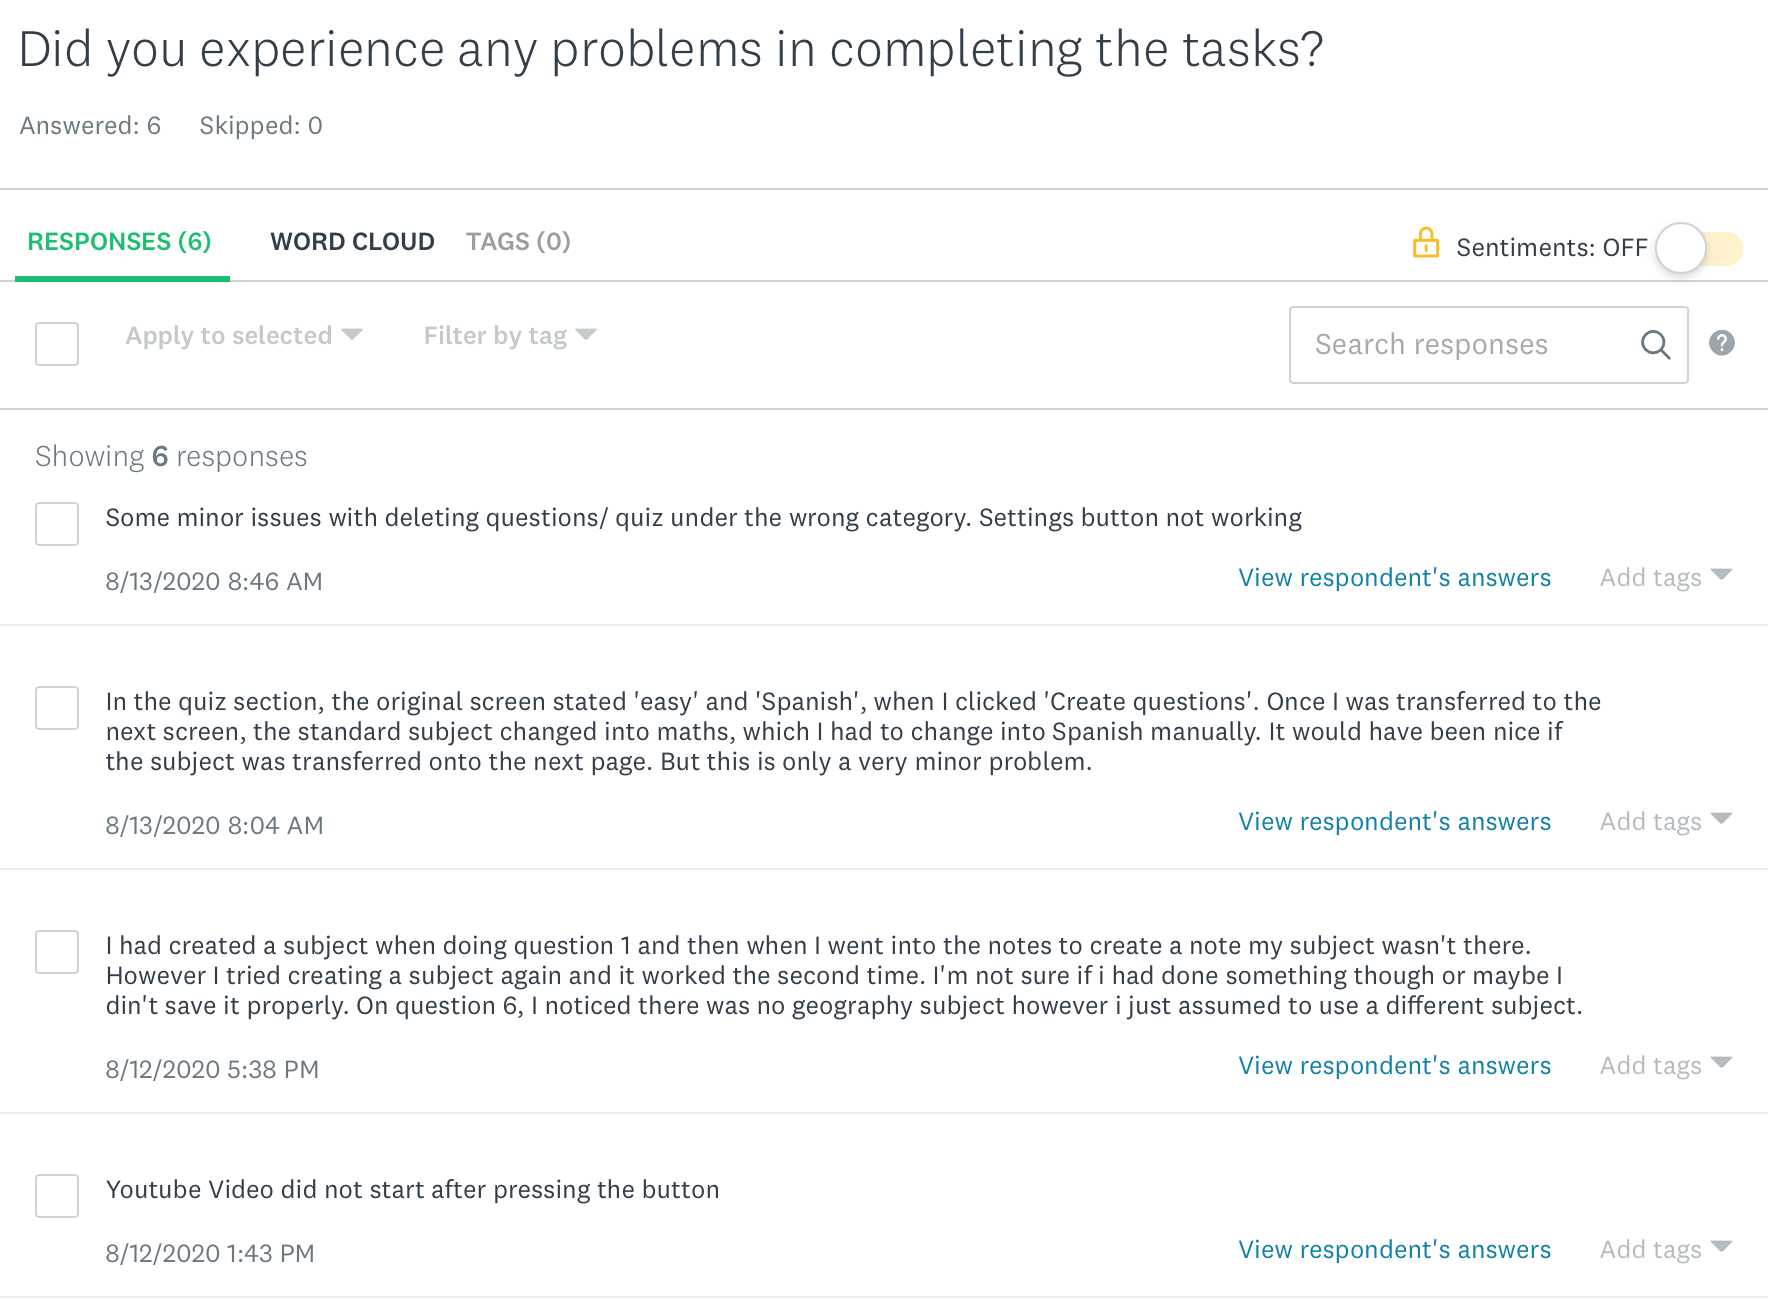 Did you experience any problems in completing the tasks?
Answered: 6 Skipped: 0
RESPONSES (6) WORD CLOUD TAGS (0) Sentiments: OFF
Apply to selected Filter by tag Search responses ?
Showing 6 responses
Some minor issues with deleting questions/ quiz under the wrong category. Settings button not working
8/13/2020 8:46 AM View respondent's answers Add tags
In the quiz section, the original screen stated 'easy' and 'Spanish', when I clicked 'Create questions'. Once I was transferred to the
next screen, the standard subject changed into maths, which I had to change into Spanish manually. It would have been nice if
the subject was transferred onto the next page. But this is only a very minor problem.
8/13/2020 8:04 AM View respondent's answers Add tags
I had created a subject when doing question 1 and then when I went into the notes to create a note my subject wasn't there.
However I tried creating a subject again and it worked the second time. I'm not sure if i had done something though or maybe I
din't save it properly. On question 6, I noticed there was no geography subject however i just assumed to use a different subject.
8/12/2020 5:38 PM View respondent's answers Add tags
Youtube Video did not start after pressing the button
8/12/2020 1:43 PM View respondent's answers Add tags